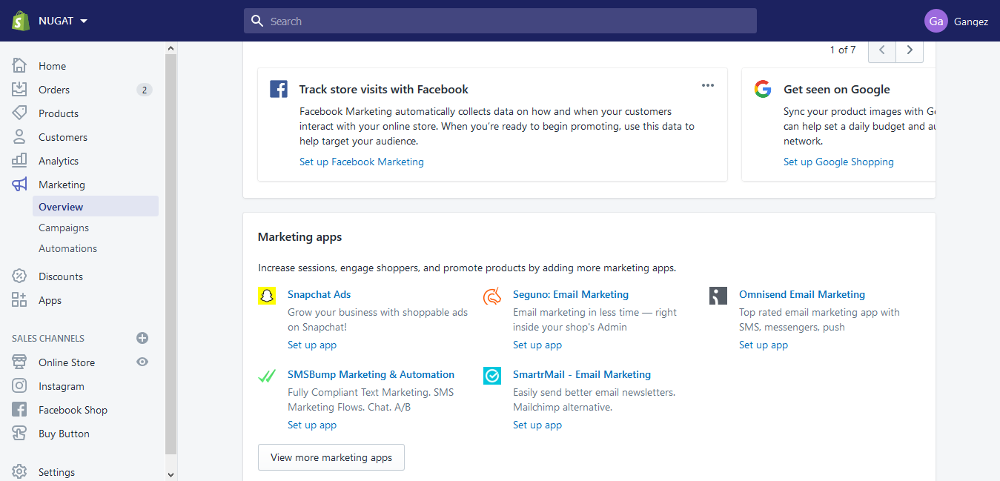 NUGAT
Search
Ga
Gangez
Home
Orders
2
Products
Customers
Analytics
Marketing
Overview
Campaigns
Automations
Discounts
Apps
SALES CHANNELS
Online Store
Instagram
Facebook Shop
Buy Button
Settings
1 of 7
Track store visits with Facebook
Facebook Marketing automatically collects data on how and when your customers
interact with your online store. When you’re ready to begin promoting, use this data to
help target your audience.
Set up Facebook Marketing
Get seen on Google
Sync your product images with
can help set a daily budget and
network.
Set up Google Shopping
Marketing apps
Increase sessions, engage shoppers, and promote products by adding more marketing apps.
Snapchat Ads
Grow your business with shoppable ads
on Snapchat!
Set up app
Seguno: Email Marketing
Email marketing in less time — right
inside your shop's Admin
Set up app
Omnisend Email Marketing
Top rated email marketing app with
SMS, messengers, push
Set up app
SMSBump Marketing & Automation
Fully Compliant Text Marketing. SMS
Marketing Flows. Chat. A/B
Set up app
SmartrMail - Email Marketing
Easily send better email newsletters.
Mailchimp alternative.
Set up app
View more marketing apps